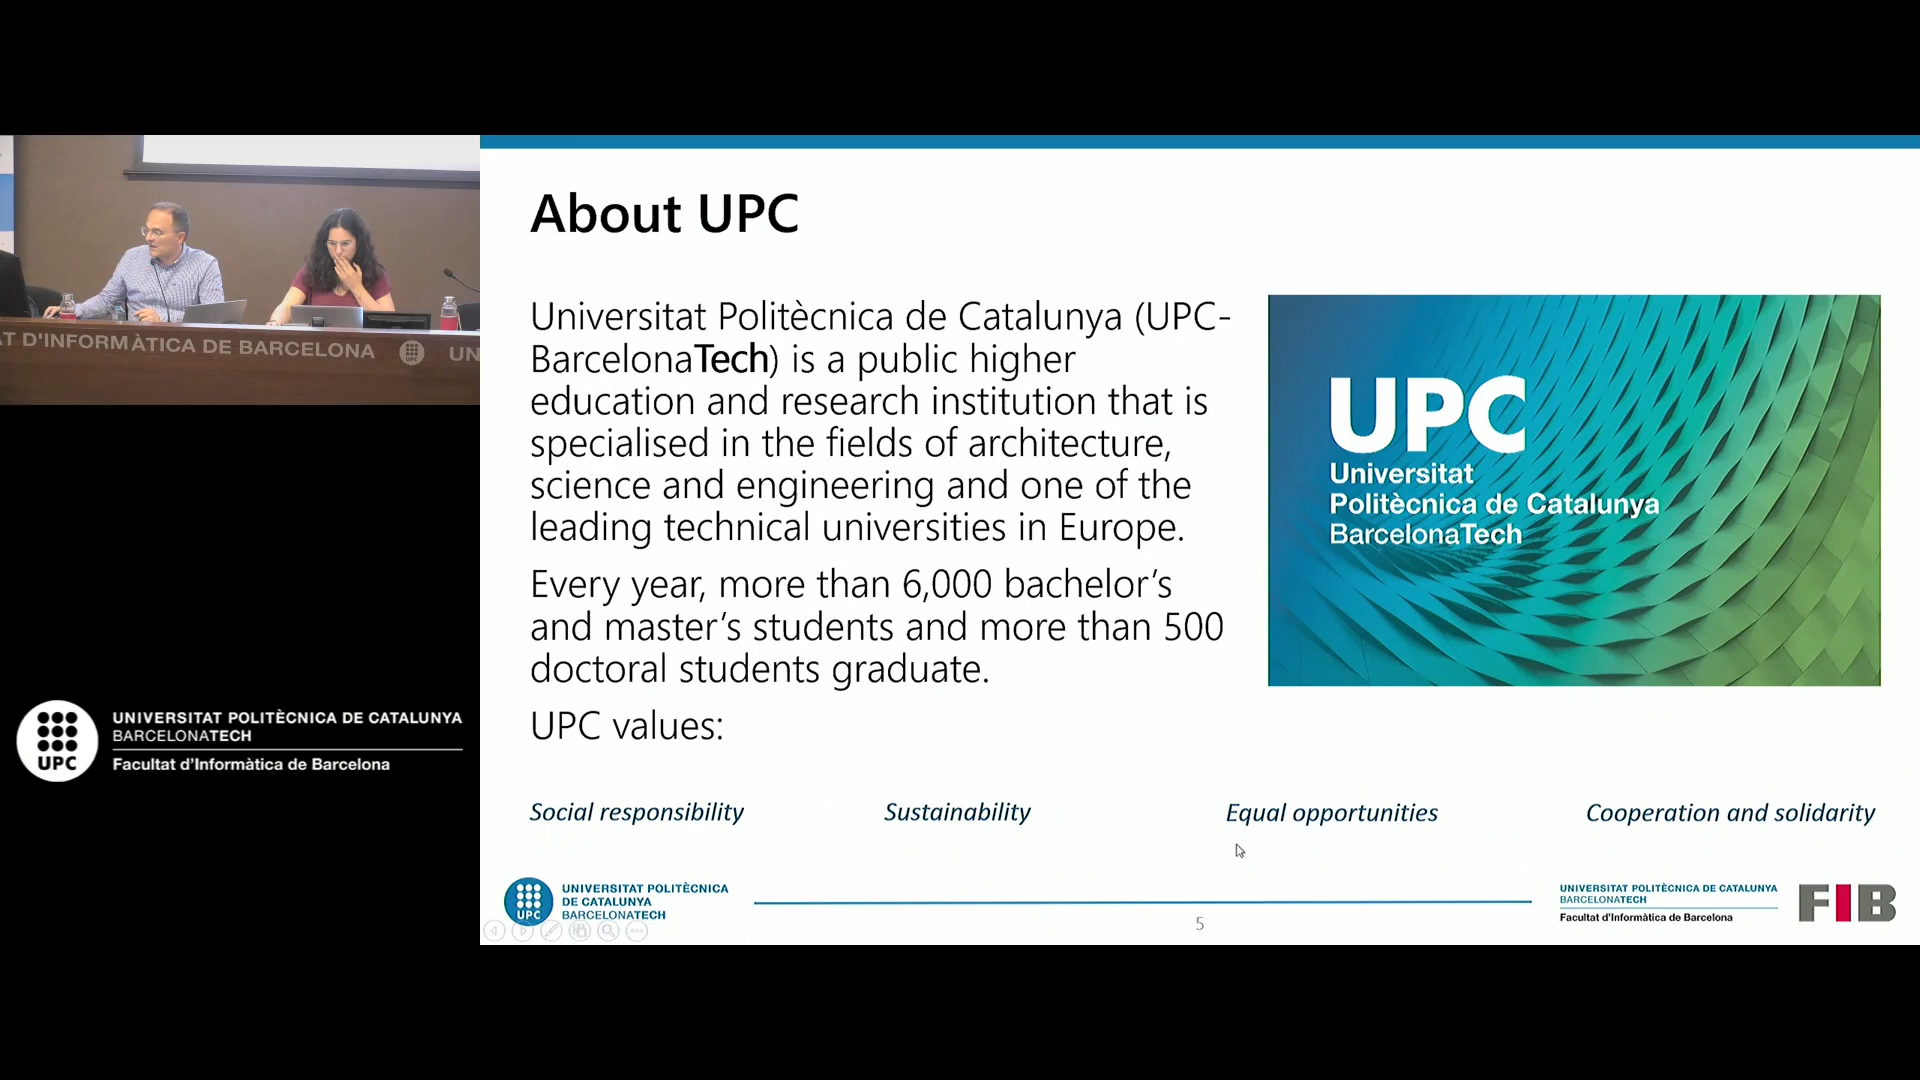 T D'INFORMÀTICA DE BARCELONA
UPC
UN
UPC
UNIVERSITAT POLITÈCNICA DE CATALUNYA
BARCELONATECH
Facultat d'Informàtica de Barcelona
About UPC
Universitat Politècnica de Catalunya (UPC-
BarcelonaTech) is a public higher
education and research institution that is
specialised in the fields of architecture,
science and engineering and one of the
leading technical universities in Europe.
Every year, more than 6,000 bachelor's
and master's students and more than 500
doctoral students graduate.
UPC values:
UPC
Universitat
Politècnica de Catalunya
BarcelonaTech
Social responsibility
Sustainability
Equal opportunities
Cooperation and solidarity
UPC
UNIVERSITAT POLITÈCNICA
DE CATALUNYA
BARCELONATECH
5
UNIVERSITAT POLITÈCNICA DE CATALUNYA
BARCELONATECH
Facultat d'Informàtica de Barcelona
FIB